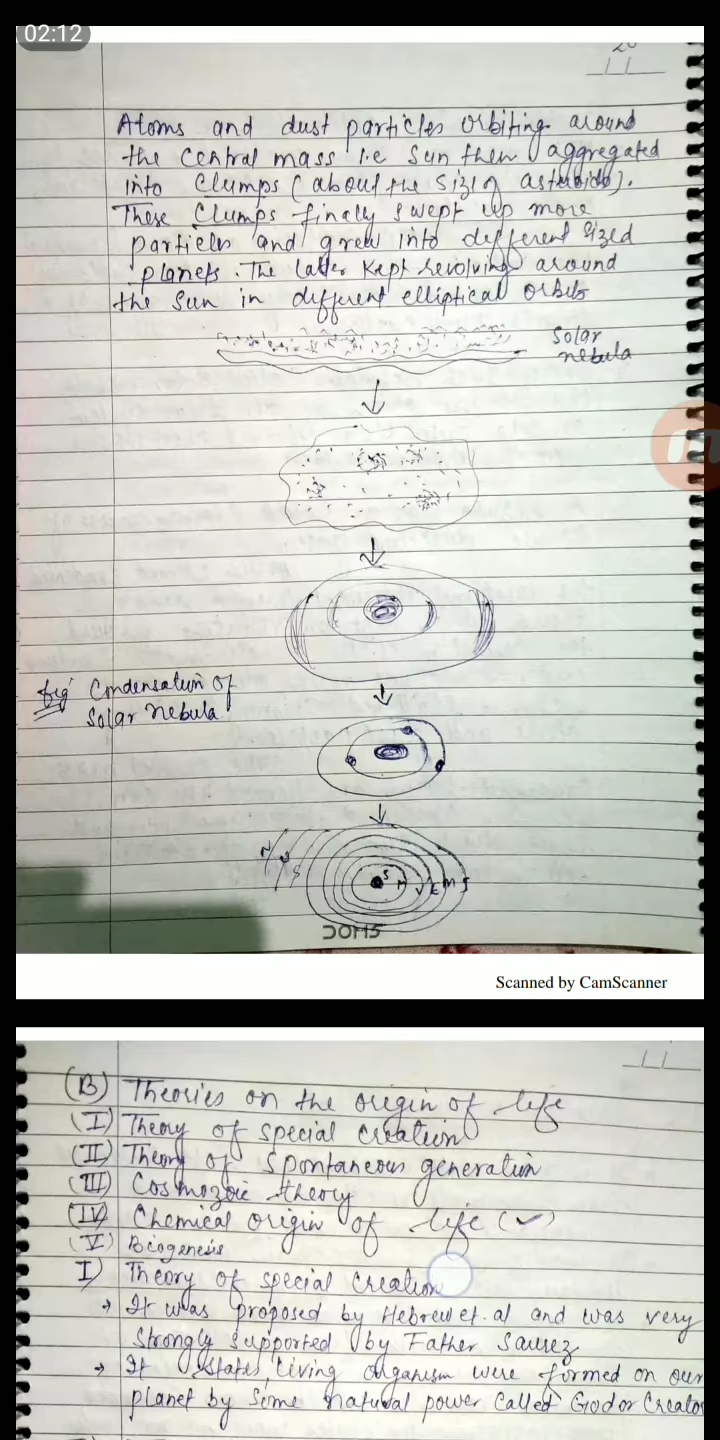 02:12
20
Atoms and dust particles orbiting around
the central mass i.e Sun then aggregated
into Clumps (about the size of asteroids).
These Clumps finally swept up more
particles and grew into different sized
planets. The latter kept revolving around
the Sun in different elliptical orbits
Solar
nebula
fig Condensation of
Solar nebula
N U S
S M V E M J
DOMS
Scanned by CamScanner
(B) Theories on the origin of life
(I) Theory of special creation
(II) Theory of spontaneous generation
(III) Cosmozoic theory
(IV) Chemical origin of life (✓)
(V) Biogenesis
I) Theory of special creation
→ It was proposed by Hebrew et. al and was very
strongly supported by Father Saurez
→ It states, living organism were formed on our
planet by some natural power called God or Creator